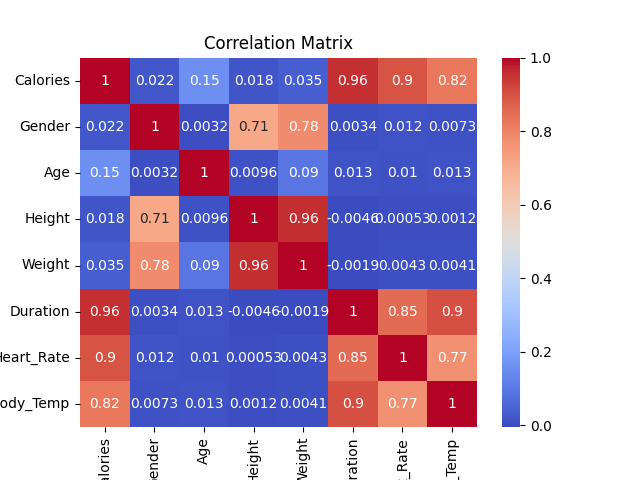 Correlation Matrix
Calories 1 0.022 0.15 0.018 0.035 0.96 0.9 0.82
Gender 0.022 1 0.0032 0.71 0.78 0.0034 0.012 0.0073
Age 0.15 0.0032 1 0.0096 0.09 0.013 0.01 0.013
Height 0.018 0.71 0.0096 1 0.96 -0.0046 0.00053 0.0012
Weight 0.035 0.78 0.09 0.96 1 -0.0019 0.0043 0.0041
Duration 0.96 0.0034 0.013 -0.0046 -0.0019 1 0.85 0.9
Heart_Rate 0.9 0.012 0.01 0.00053 0.0043 0.85 1 0.77
ody_Temp 0.82 0.0073 0.013 0.0012 0.0041 0.9 0.77 1
alories
ender
Age
Height
Weight
ration
_Rate
_Temp
1.0
0.8
0.6
0.4
0.2
0.0